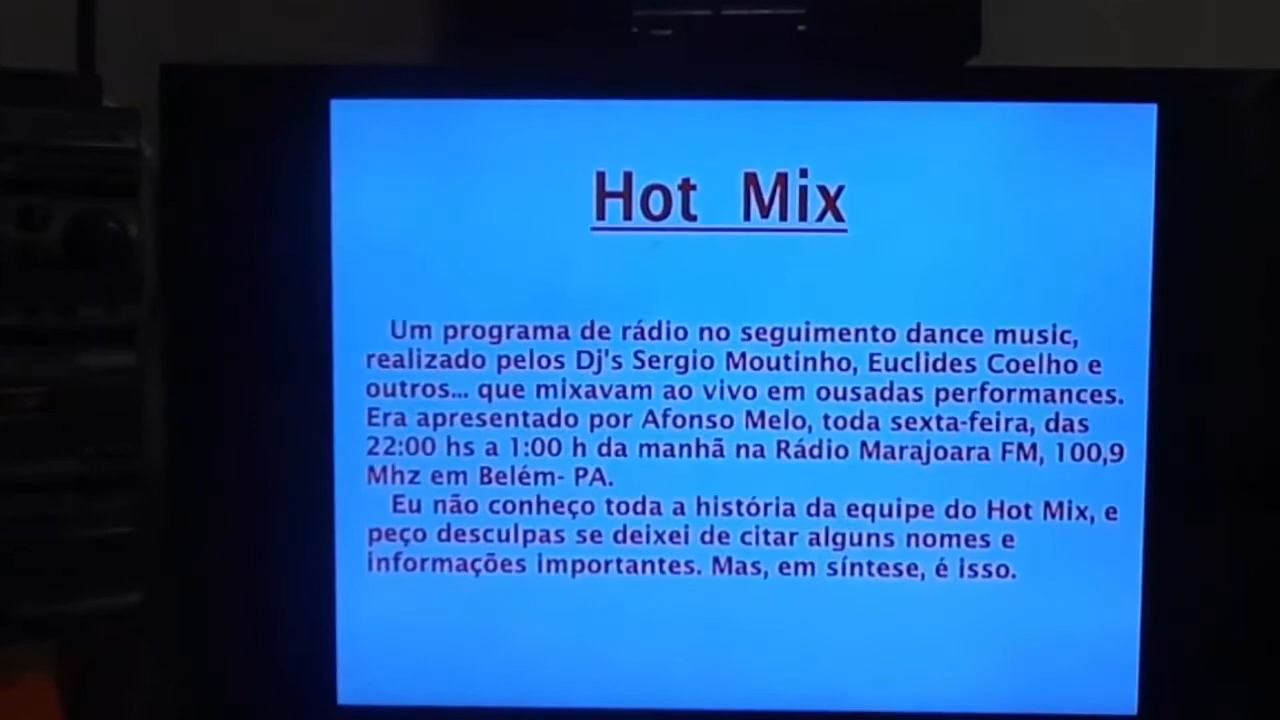 Hot Mix
Um programa de rádio no seguimento dance music,
realizado pelos Dj's Sergio Moutinho, Euclides Coelho e
outros... que mixavam ao vivo em ousadas performances.
Era apresentado por Afonso Melo, toda sexta-feira, das
22:00 hs a 1:00 h da manhã na Rádio Marajoara FM, 100,9
Mhz em Belém- PA.
Eu não conheço toda a história da equipe do Hot Mix, e
peço desculpas se deixei de citar alguns nomes e
informações importantes. Mas, em síntese, é isso.